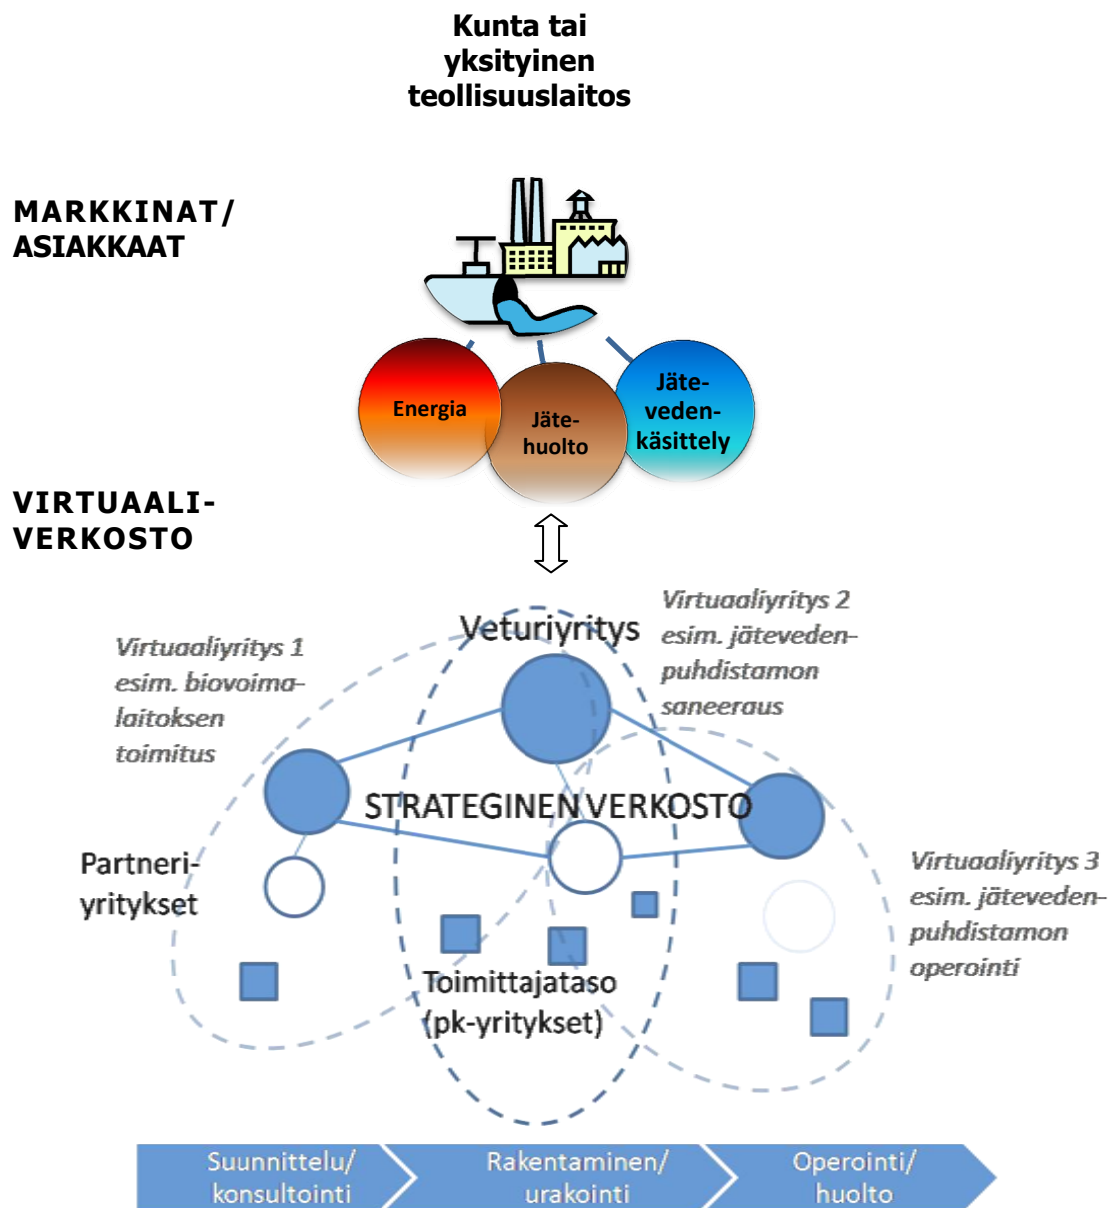 Kunta tai
yksityinen
teollisuuslaitos
MARKKINAT/
ASIAKKAAT
Energia
Jäte-
huolto
Jäte-
veden-
käsittely
VIRTUAALI-
VERKOSTO
Veturiyritys
Virtuaaliyritys 1
esim. biovoima-
laitoksen
toimitus
Virtuaaliyritys 2
esim. jäteveden-
puhdistamon
saneeraus
STRATEGINEN VERKOSTO
Partneri-
yritykset
Virtuaaliyritys 3
esim. jäteveden-
puhdistamon
operointi
Toimittajataso
(pk-yritykset)
Suunnittelu/
konsultointi
Rakentaminen/
urakointi
Operointi/
huolto